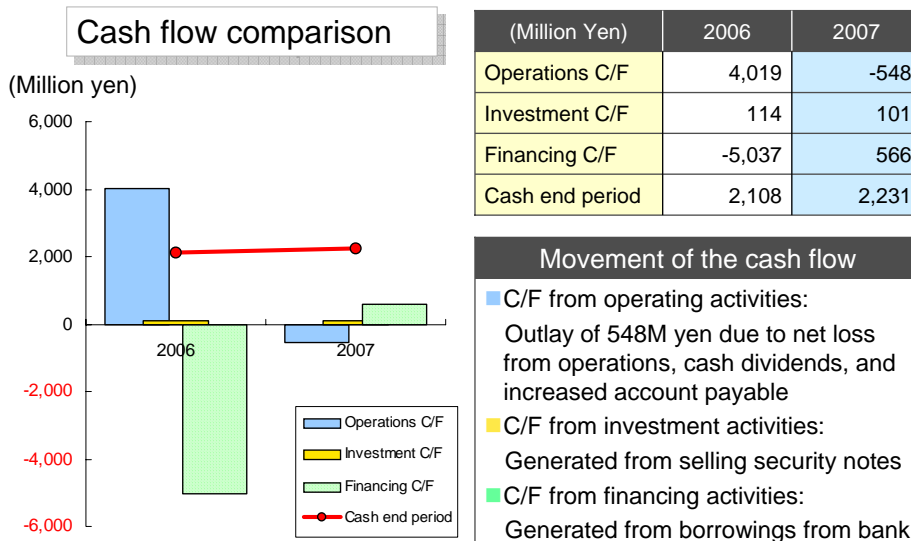 Cash flow comparison
(Million yen)
6,000
4,000
2,000
0
-2,000
-4,000
-6,000
2006
2007
Operations C/F
Investment C/F
Financing C/F
Cash end period
(Million Yen) 2006 2007
Operations C/F 4,019 -548
Investment C/F 114 101
Financing C/F -5,037 566
Cash end period 2,108 2,231
Movement of the cash flow
C/F from operating activities:
Outlay of 548M yen due to net loss
from operations, cash dividends, and
increased account payable
C/F from investment activities:
Generated from selling security notes
C/F from financing activities:
Generated from borrowings from bank